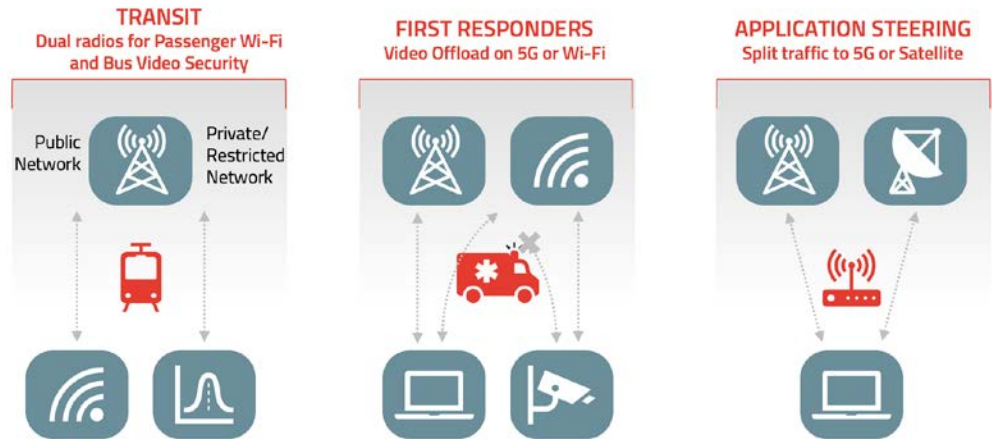 TRANSIT
Dual radios for Passenger Wi-Fi
and Bus Video Security
Public
Network
Private/
Restricted
Network
FIRST RESPONDERS
Video Offload on 5G or Wi-Fi
APPLICATION STEERING
Split traffic to 5G or Satellite